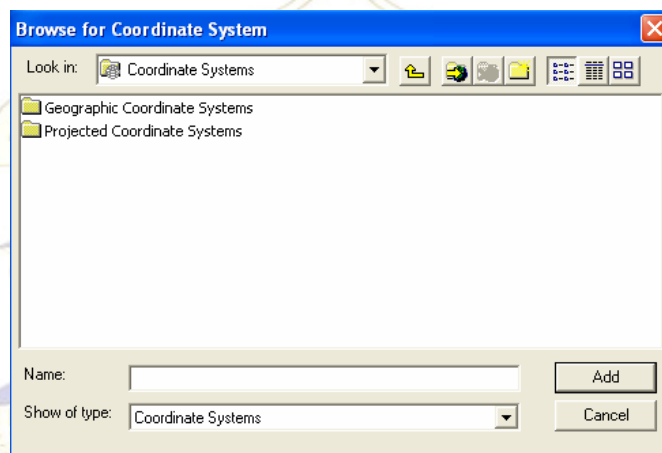 Browse for Coordinate System
Look in: Coordinate Systems
Geographic Coordinate Systems
Projected Coordinate Systems
Name: Add
Show of type: Coordinate Systems Cancel